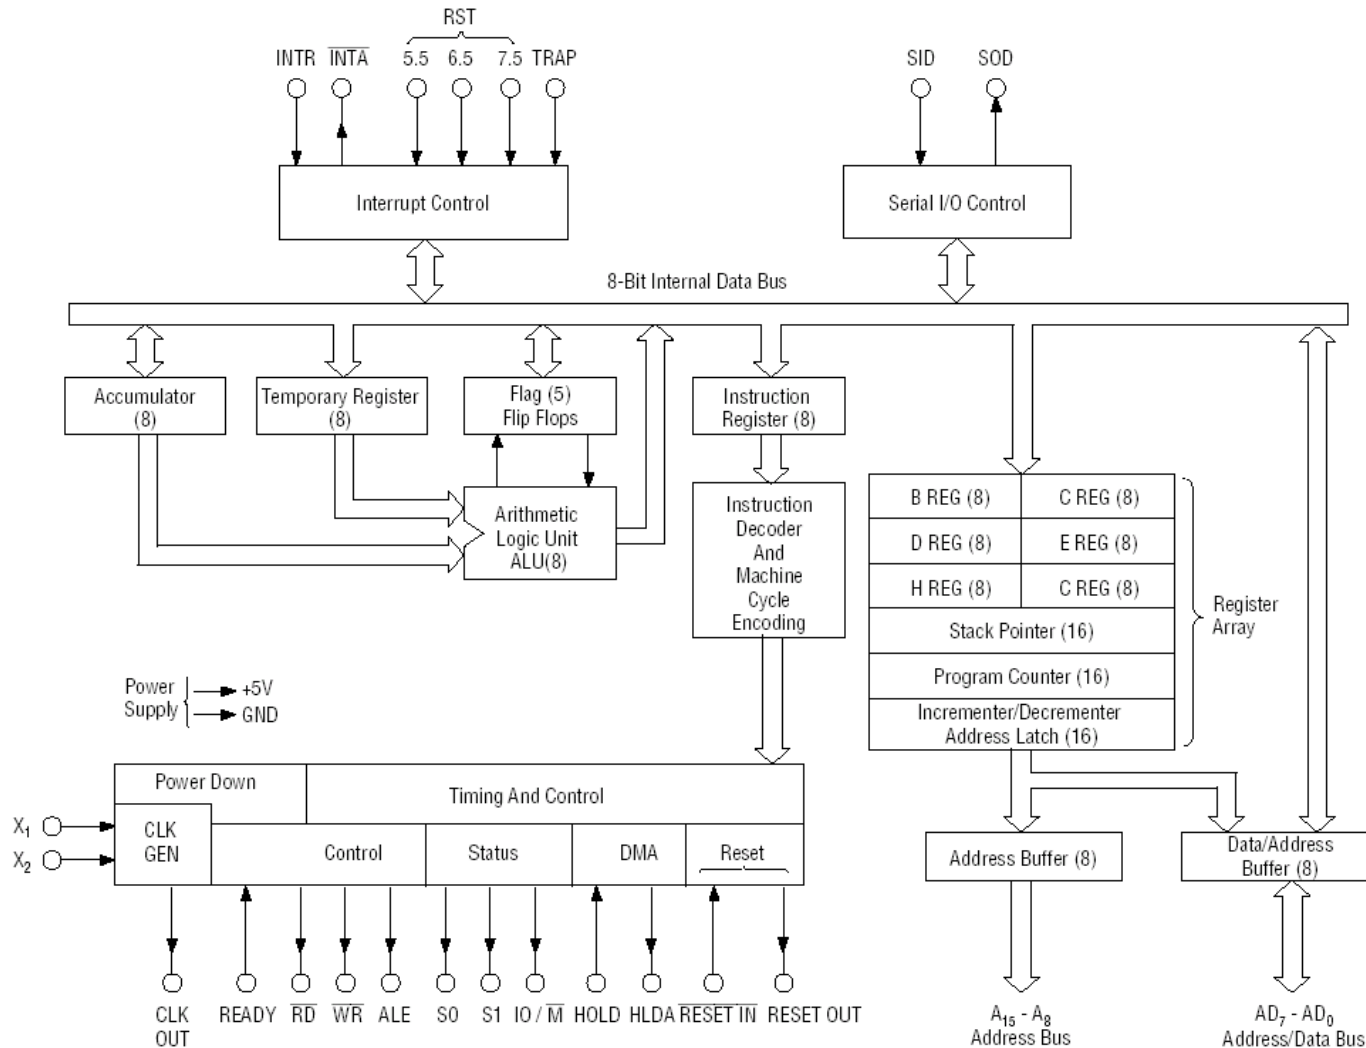 RST
INTR INTA 5.5 6.5 7.5 TRAP
SID SOD
Interrupt Control
Serial I/O Control
8-Bit Internal Data Bus
Accumulator
(8)
Temporary Register
(8)
Flag (5)
Flip Flops
Instruction
Register (8)
Arithmetic
Logic Unit
ALU(8)
Instruction
Decoder
And
Machine
Cycle
Encoding
B REG (8) C REG (8)
D REG (8) E REG (8)
H REG (8) C REG (8)
Stack Pointer (16)
Program Counter (16)
Incrementer/Decrementer
Address Latch (16)
Register
Array
Power
Supply
+5V
GND
Power Down
Timing And Control
X1
X2
CLK
GEN
Control Status DMA Reset
Address Buffer (8)
Data/Address
Buffer (8)
CLK
OUT
READY RD WR ALE S0 S1 IO / M HOLD HLDA RESET IN RESET OUT
A15 - A8
Address Bus
AD7 - AD0
Address/Data Bus